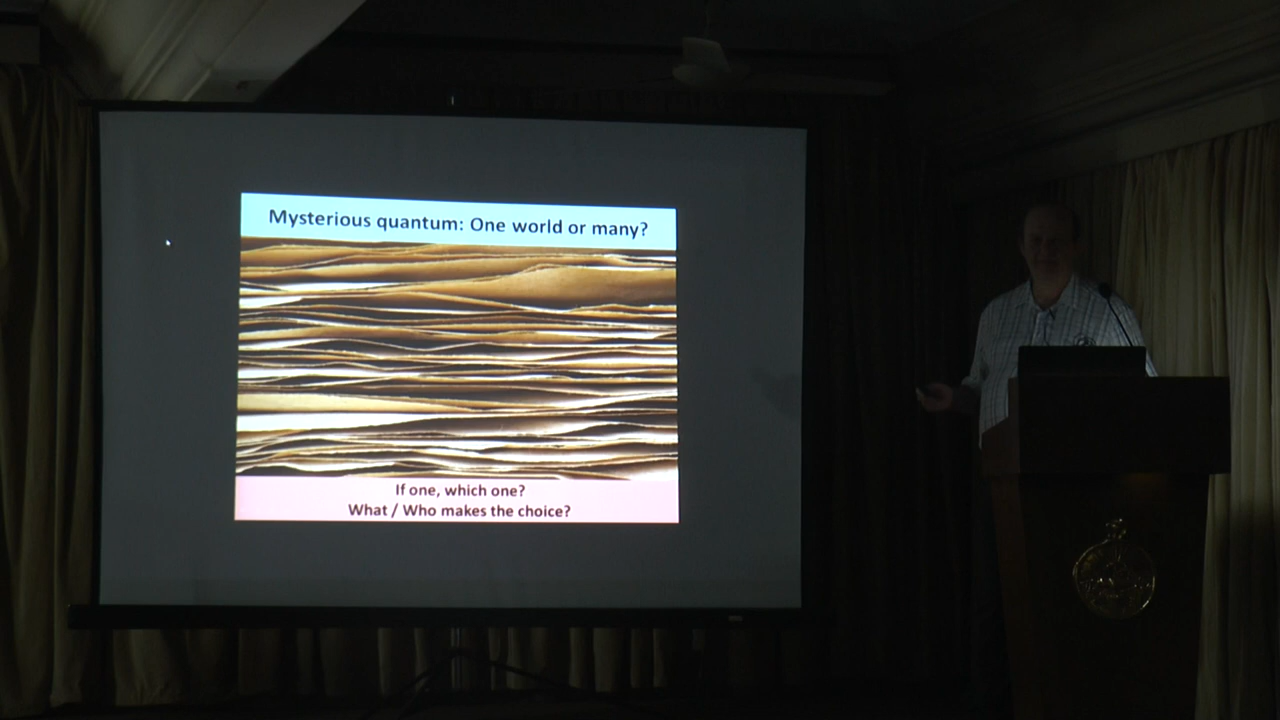 Mysterious quantum: One world or many?
If one, which one?
What / Who makes the choice?